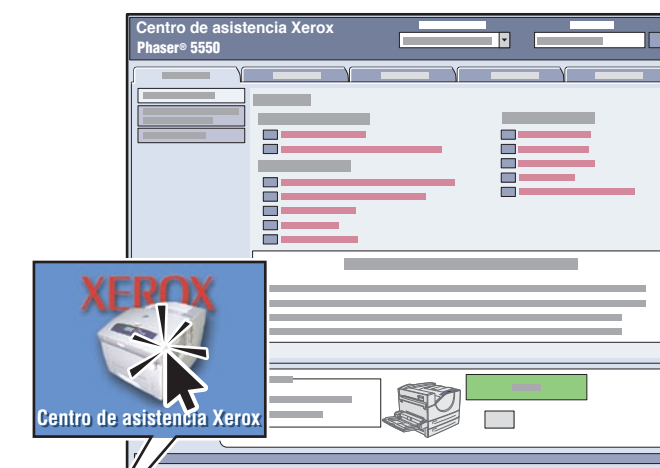 Centro de asistencia Xerox
Phaser® 5550
XEROX
Centro de asistencia Xerox